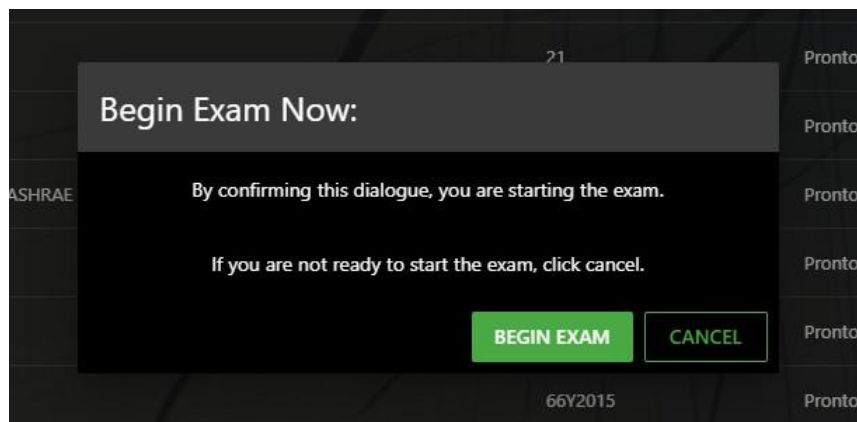 21
Pronto
Begin Exam Now:
Pronto
By confirming this dialogue, you are starting the exam.
ASHRAE
Pronto
If you are not ready to start the exam, click cancel.
Pronto
BEGIN EXAM
CANCEL
Pronto
66Y2015
Pronto